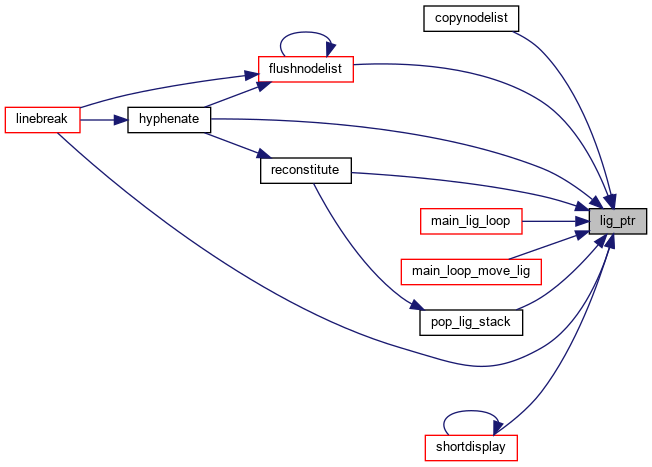 copynodelist
flushnodelist
linebreak
hyphenate
reconstitute
lig_ptr
main_lig_loop
main_loop_move_lig
pop_lig_stack
shortdisplay